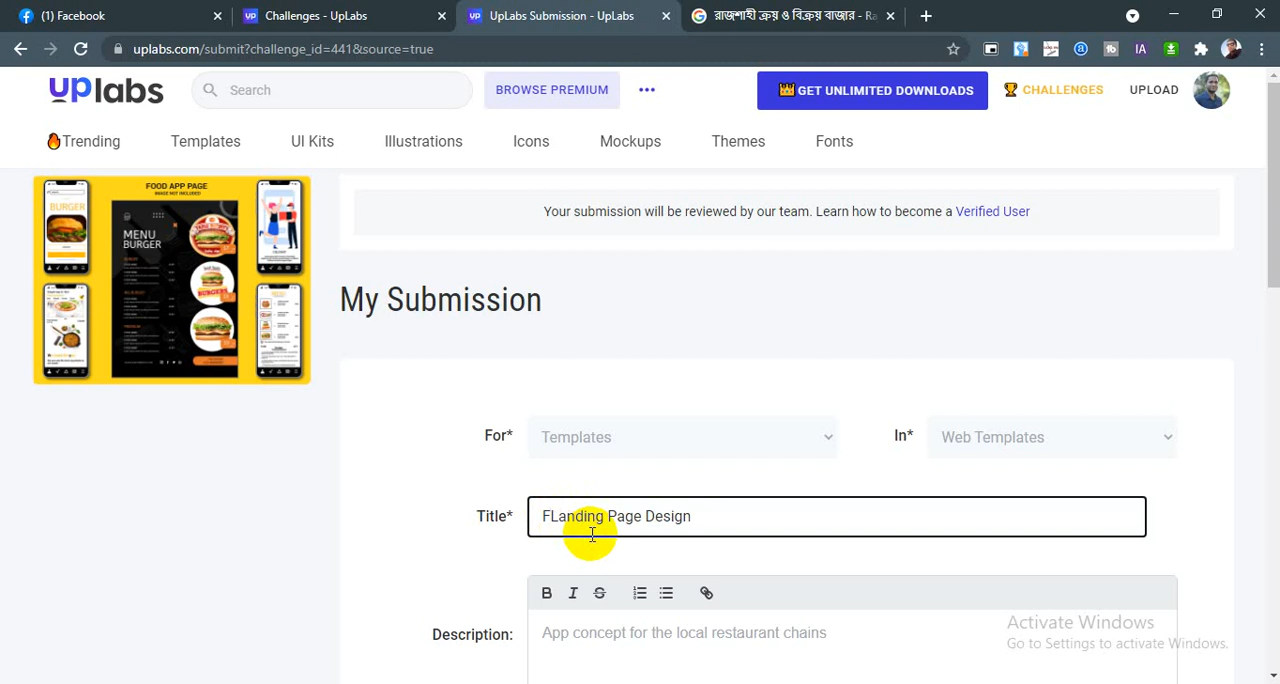 (1) Facebook
Challenges - UpLabs
UpLabs Submission - UpLabs
রাজশাহী ক্রয় ও বিক্রয় বাজার - Ra
uplabs.com/submit?challenge_id=441&source=true
uplabs
Search
BROWSE PREMIUM
GET UNLIMITED DOWNLOADS
CHALLENGES
UPLOAD
Trending
Templates
UI Kits
Illustrations
Icons
Mockups
Themes
Fonts
FOOD APP PAGE
IMAGE NOT INCLUDED
BURGER
MENU
BURGER
Your submission will be reviewed by our team. Learn how to become a Verified User
My Submission
For*
Templates
In*
Web Templates
Title*
FLanding Page Design
B I S
Description:
App concept for the local restaurant chains
Activate Windows
Go to Settings to activate Windows.